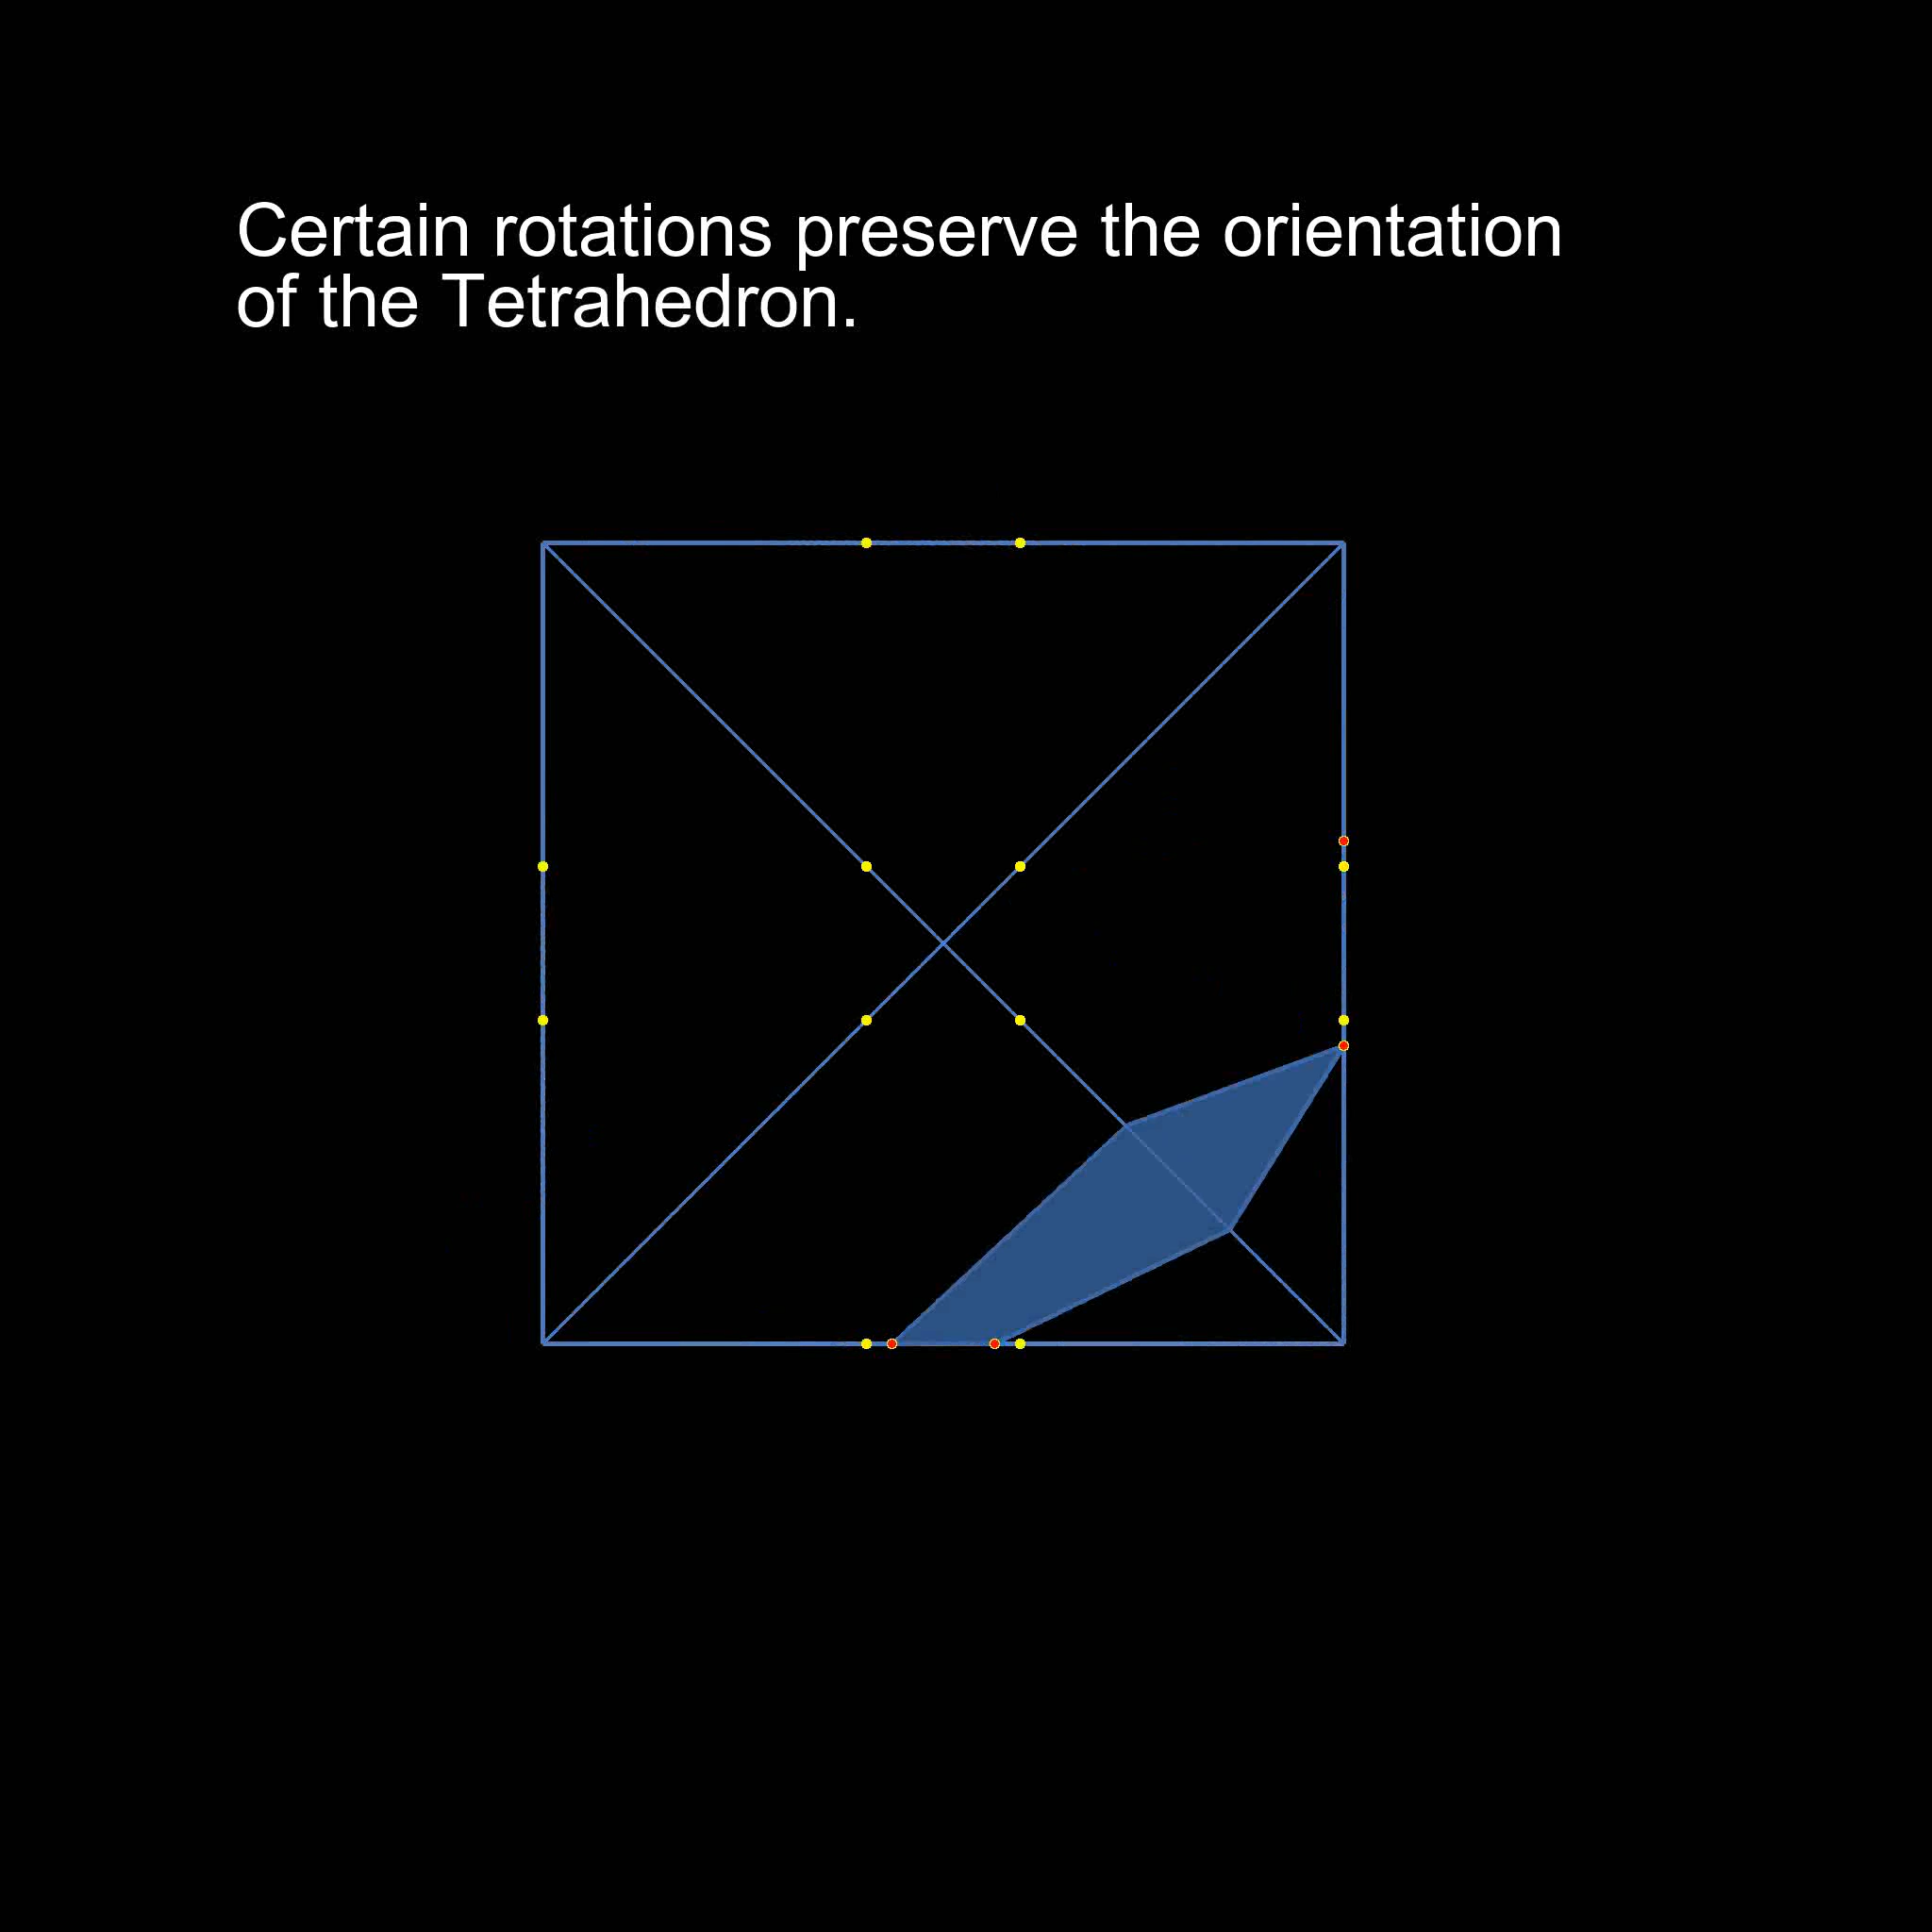 Certain rotations preserve the orientation
of the Tetrahedron.